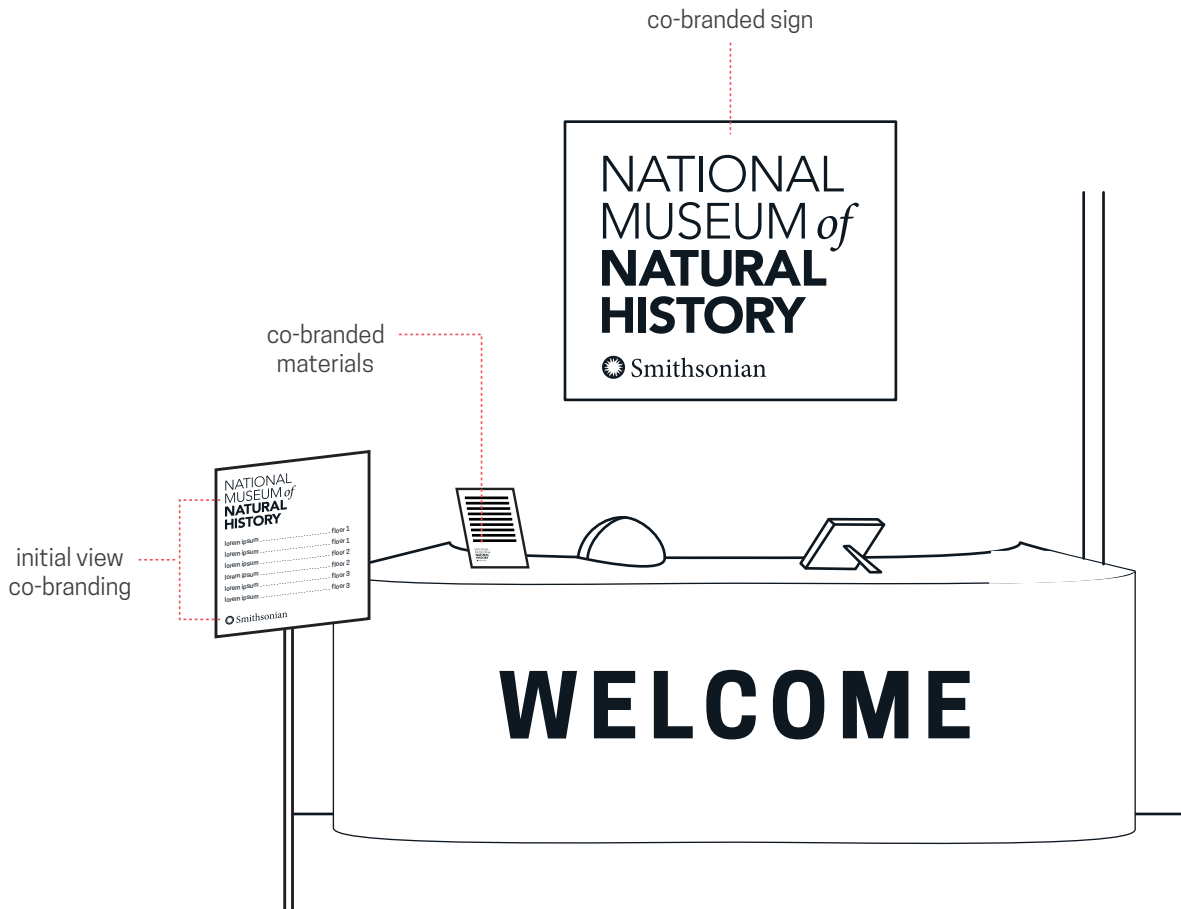 co-branded sign
NATIONAL
MUSEUM of
NATURAL
HISTORY
Smithsonian
co-branded
materials
NATIONAL
MUSEUM of
NATURAL
HISTORY
lorem ipsum floor 1
lorem ipsum floor 1
lorem ipsum floor 2
lorem ipsum floor 2
lorem ipsum floor 3
lorem ipsum floor 3
Smithsonian
initial view
co-branding
WELCOME